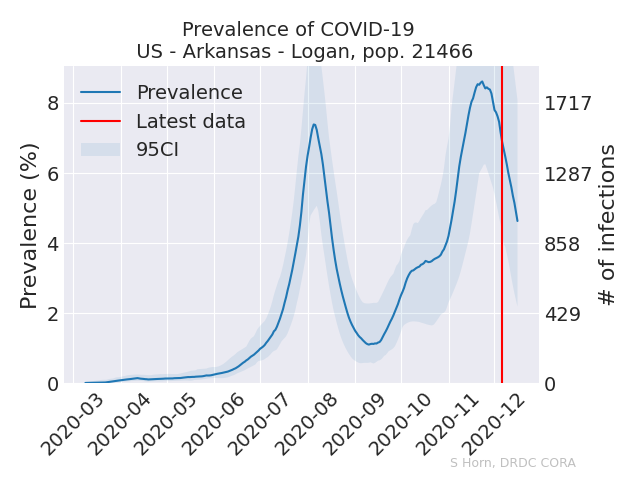 Prevalence of COVID-19
US - Arkansas - Logan, pop. 21466
Prevalence
Latest data
95CI
Prevalence (%)
8
6
4
2
0
1717
1287
858
429
0
# of infections
2020-03
2020-04
2020-05
2020-06
2020-07
2020-08
2020-09
2020-10
2020-11
2020-12
S Horn, DRDC CORA